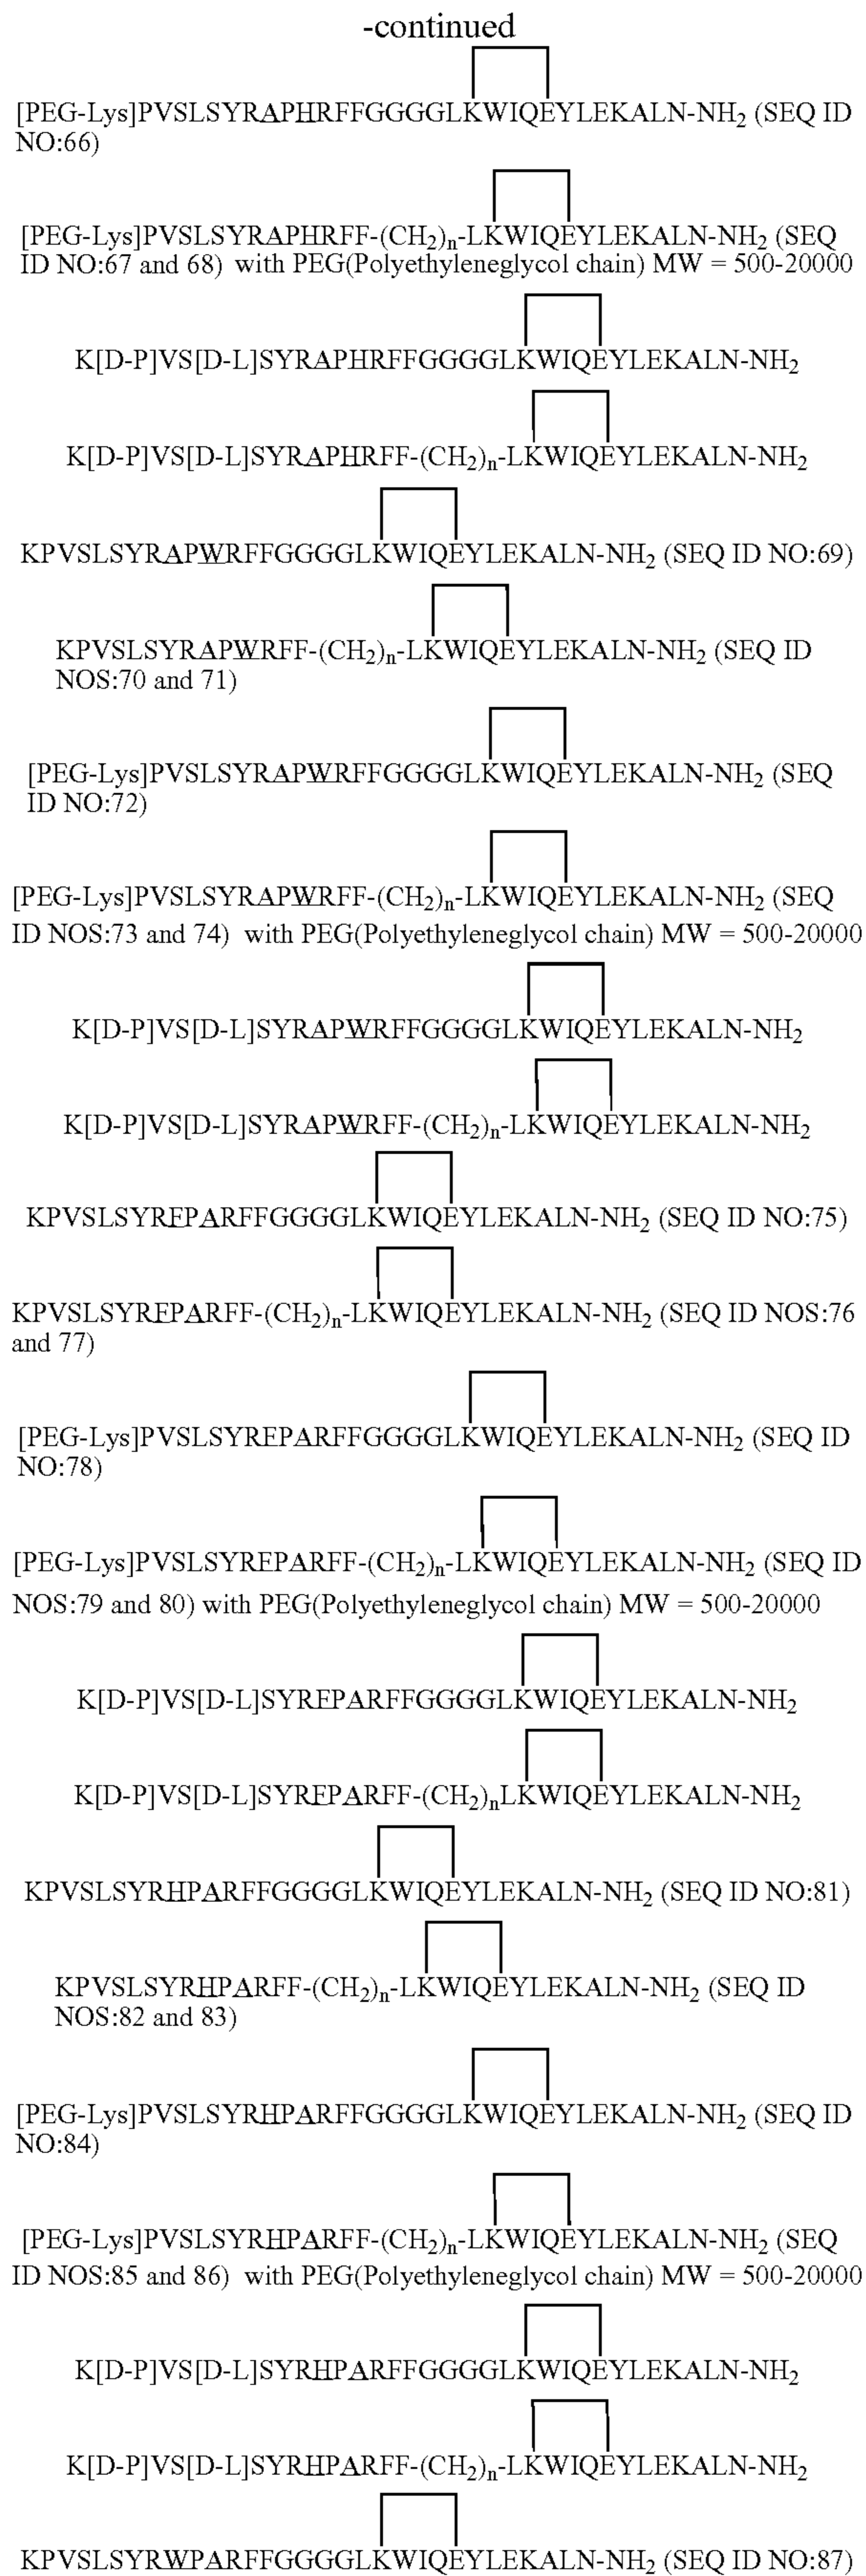 -continued
[PEG-Lys]PVSLSYRAPHRFFGGGGLKWIQEYLEKALN-NH2 (SEQ ID
NO:66)
[PEG-Lys]PVSLSYRAPHRFF-(CH2)n-LKWIQEYLEKALN-NH2 (SEQ
ID NO:67 and 68) with PEG(Polyethyleneglycol chain) MW = 500-20000
K[D-P]VS[D-L]SYRAPHRFFGGGGLKWIQEYLEKALN-NH2
K[D-P]VS[D-L]SYRAPHRFF-(CH2)n-LKWIQEYLEKALN-NH2
KPVSLSYRAPWRFFGGGGLKWIQEYLEKALN-NH2 (SEQ ID NO:69)
KPVSLSYRAPWRFF-(CH2)n-LKWIQEYLEKALN-NH2 (SEQ ID
NOS:70 and 71)
[PEG-Lys]PVSLSYRAPWRFFGGGGLKWIQEYLEKALN-NH2 (SEQ
ID NO:72)
[PEG-Lys]PVSLSYRAPWRFF-(CH2)n-LKWIQEYLEKALN-NH2 (SEQ
ID NOS:73 and 74) with PEG(Polyethyleneglycol chain) MW = 500-20000
K[D-P]VS[D-L]SYRAPWRFFGGGGLKWIQEYLEKALN-NH2
K[D-P]VS[D-L]SYRAPWRFF-(CH2)n-LKWIQEYLEKALN-NH2
KPVSLSYRFPARFFGGGGLKWIQEYLEKALN-NH2 (SEQ ID NO:75)
KPVSLSYRFPARFF-(CH2)n-LKWIQEYLEKALN-NH2 (SEQ ID NOS:76
and 77)
[PEG-Lys]PVSLSYRFPARFFGGGGLKWIQEYLEKALN-NH2 (SEQ ID
NO:78)
[PEG-Lys]PVSLSYRFPARFF-(CH2)n-LKWIQEYLEKALN-NH2 (SEQ ID
NOS:79 and 80) with PEG(Polyethyleneglycol chain) MW = 500-20000
K[D-P]VS[D-L]SYRFPARFFGGGGLKWIQEYLEKALN-NH2
K[D-P]VS[D-L]SYRFPARFF-(CH2)nLKWIQEYLEKALN-NH2
KPVSLSYRHPARFFGGGGLKWIQEYLEKALN-NH2 (SEQ ID NO:81)
KPVSLSYRHPARFF-(CH2)n-LKWIQEYLEKALN-NH2 (SEQ ID
NOS:82 and 83)
[PEG-Lys]PVSLSYRHPARFFGGGGLKWIQEYLEKALN-NH2 (SEQ ID
NO:84)
[PEG-Lys]PVSLSYRHPARFF-(CH2)n-LKWIQEYLEKALN-NH2 (SEQ
ID NOS:85 and 86) with PEG(Polyethyleneglycol chain) MW = 500-20000
K[D-P]VS[D-L]SYRHPARFFGGGGLKWIQEYLEKALN-NH2
K[D-P]VS[D-L]SYRHPARFF-(CH2)n-LKWIQEYLEKALN-NH2
KPVSLSYRWPARFFGGGGLKWIQEYLEKALN-NH2 (SEQ ID NO:87)